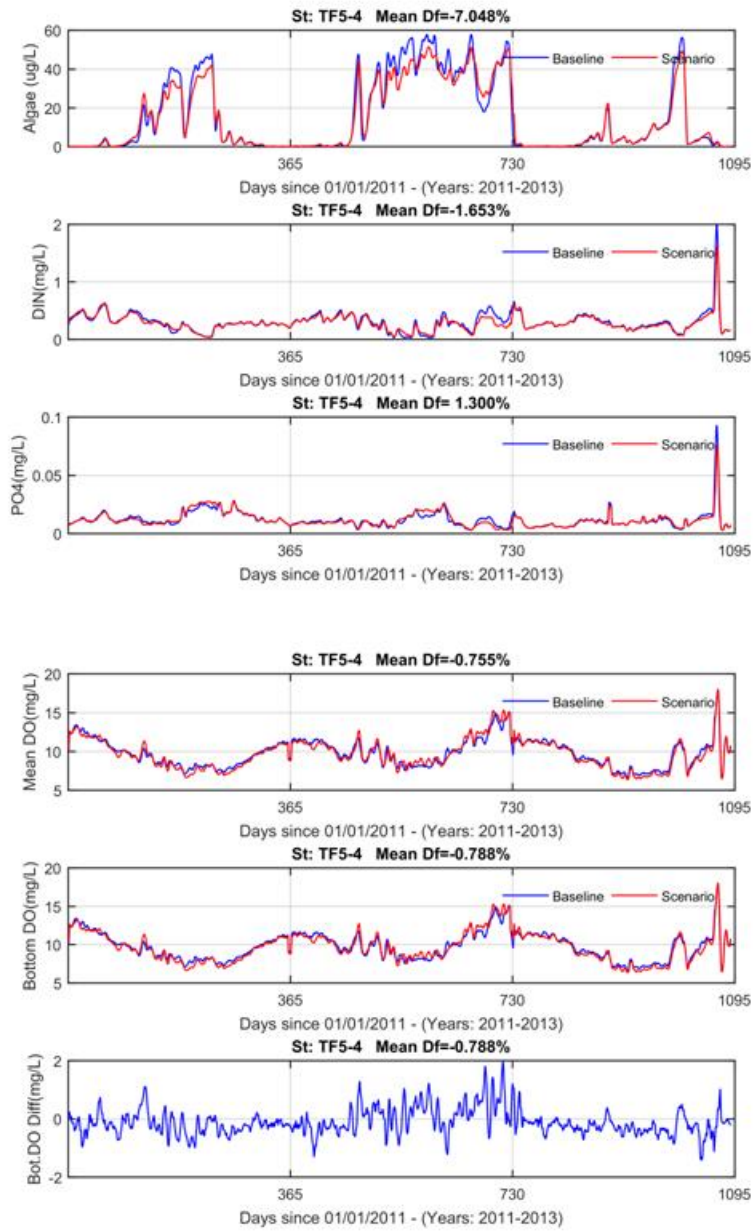 St: TF5-4 Mean Df=-7.048%
60
40
20
0
Algae (ug/L)
Baseline Scenario
365 730 1095
Days since 01/01/2011 - (Years: 2011-2013)
St: TF5-4 Mean Df=-1.653%
2
1
0
DIN(mg/L)
Baseline Scenario
365 730 1095
Days since 01/01/2011 - (Years: 2011-2013)
St: TF5-4 Mean Df= 1.300%
0.1
0.05
0
PO4(mg/L)
Baseline Scenario
365 730 1095
Days since 01/01/2011 - (Years: 2011-2013)
St: TF5-4 Mean Df=-0.755%
20
15
10
5
Mean DO(mg/L)
Baseline Scenario
365 730 1095
Days since 01/01/2011 - (Years: 2011-2013)
St: TF5-4 Mean Df=-0.788%
20
15
10
5
Bottom DO(mg/L)
Baseline Scenario
365 730 1095
Days since 01/01/2011 - (Years: 2011-2013)
St: TF5-4 Mean Df=-0.788%
2
0
-2
Bot.DO Diff(mg/L)
365 730 1095
Days since 01/01/2011 - (Years: 2011-2013)